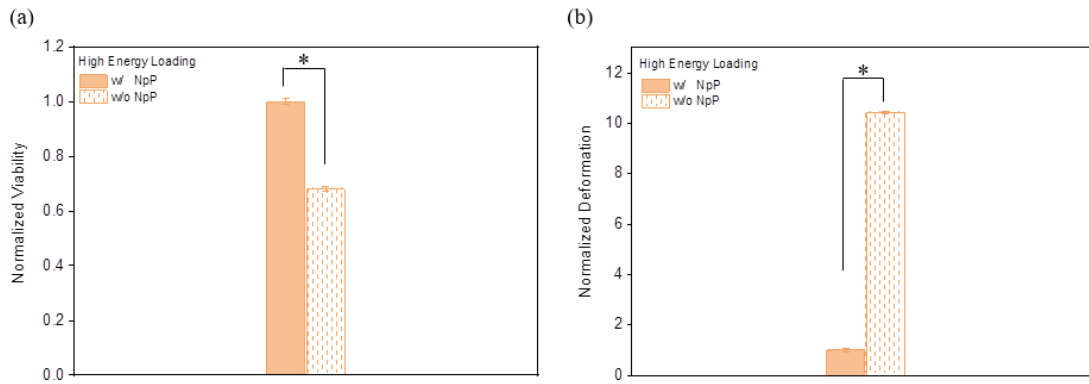 (a)
1.2
1.0
0.8
0.6
0.4
0.2
0.0
Normalized Viability
High Energy Loading
w/ NpP
w/o NpP
*
(b)
12
10
8
6
4
2
0
Normalized Deformation
High Energy Loading
w/ NpP
w/o NpP
*